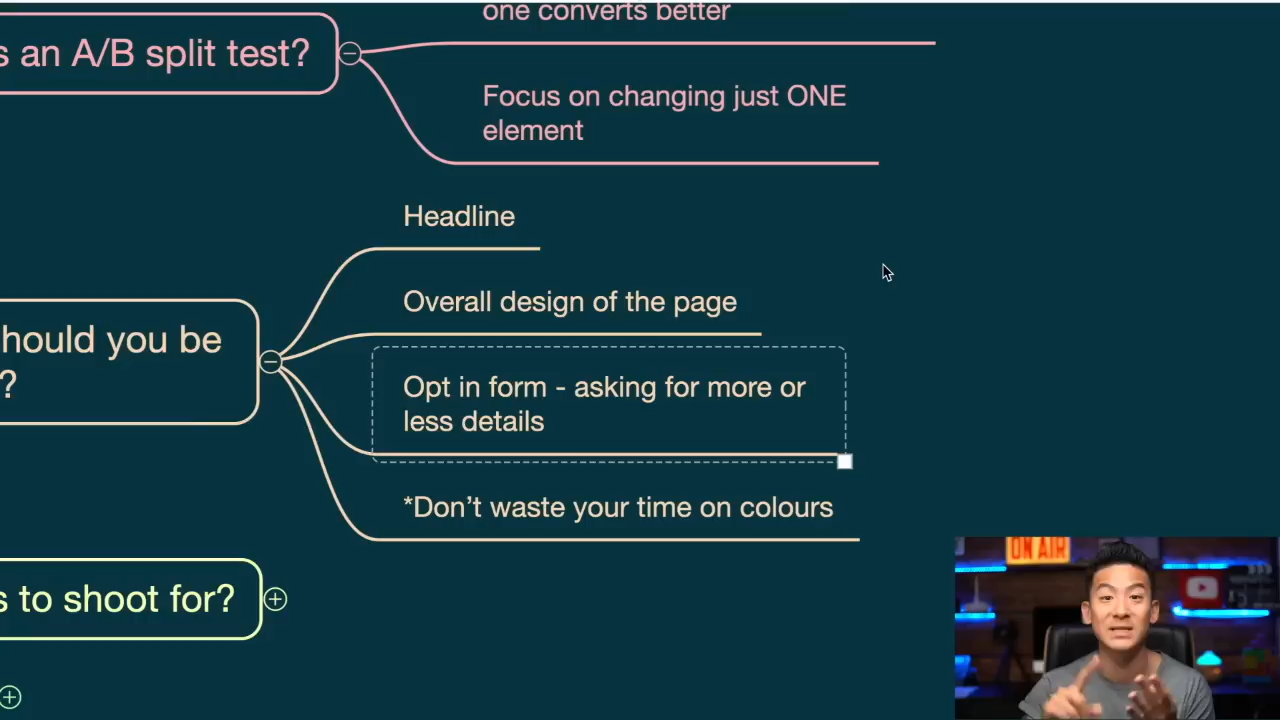 one converts better
s an A/B split test?
Focus on changing just ONE
element
Headline
Overall design of the page
hould you be
?
Opt in form - asking for more or
less details
*Don’t waste your time on colours
s to shoot for?
ON AIR